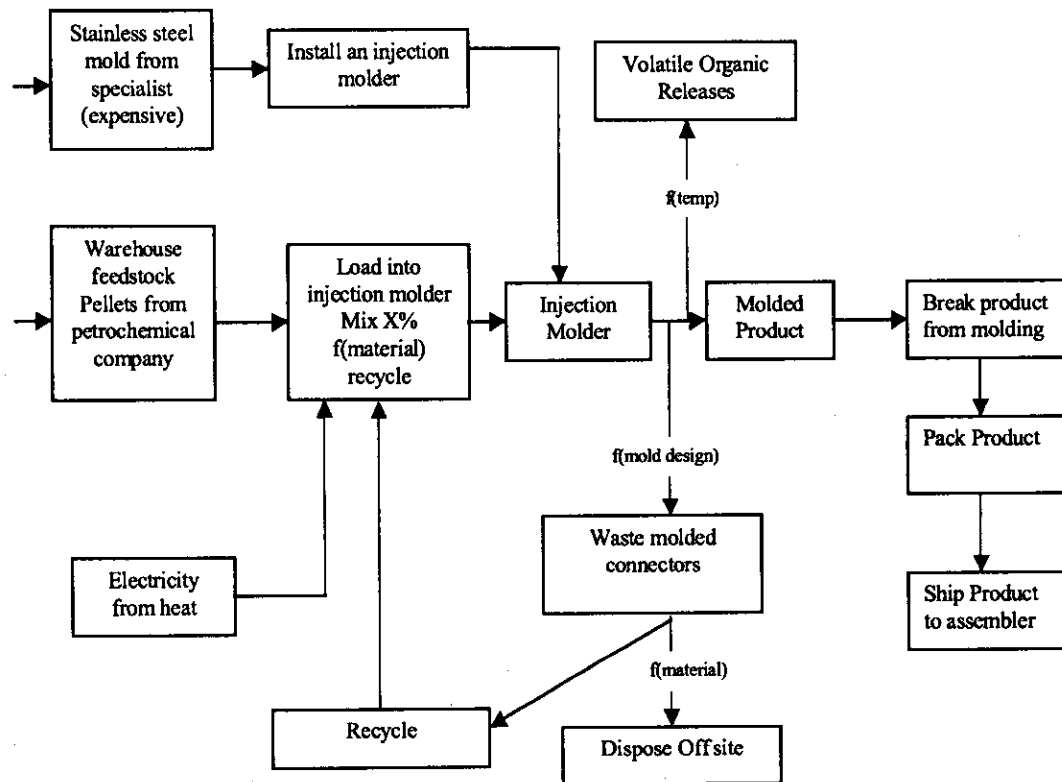 Stainless steel
mold from
specialist
(expensive)
Install an injection
molder
Volatile Organic
Releases
f(temp)
Warehouse
feedstock
Pellets from
petrochemical
company
Load into
injection molder
Mix X%
f(material)
recycle
Injection
Molder
Molded
Product
Break product
from molding
Pack Product
f(mold design)
Waste molded
connectors
Electricity
from heat
Ship Product
to assembler
f(material)
Recycle
Dispose Offsite